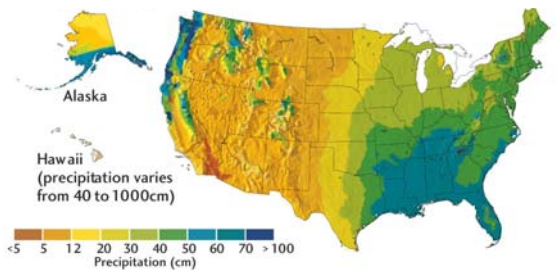 Alaska
Hawaii
(precipitation varies
from 40 to 1000cm)
<5 5 12 20 30 40 50 60 70 >100
Precipitation (cm)